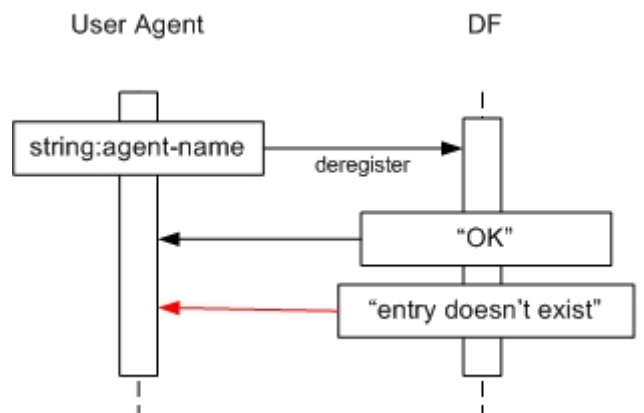 User Agent
DF
string:agent-name
deregister
“OK”
“entry doesn't exist”